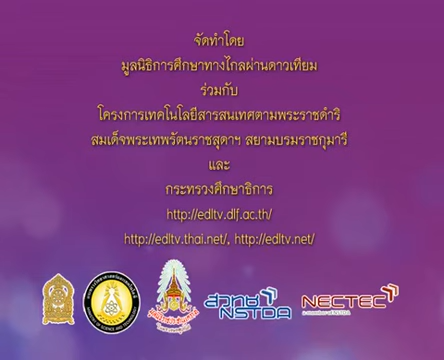 จัดทำโดย
มูลนิธิการศึกษาทางไกลผ่านดาวเทียม
ร่วมกับ
โครงการเทคโนโลยีสารสนเทศตามพระราชดำริ
สมเด็จพระเทพรัตนราชสุดาฯ สยามบรมราชกุมารี
และ
กระทรวงศึกษาธิการ
http://edltv.dlf.ac.th/
http://edltv.thai.net/, http://edltv.net/
สวทช
NSTDA
NECTEC
a member of NSTDA